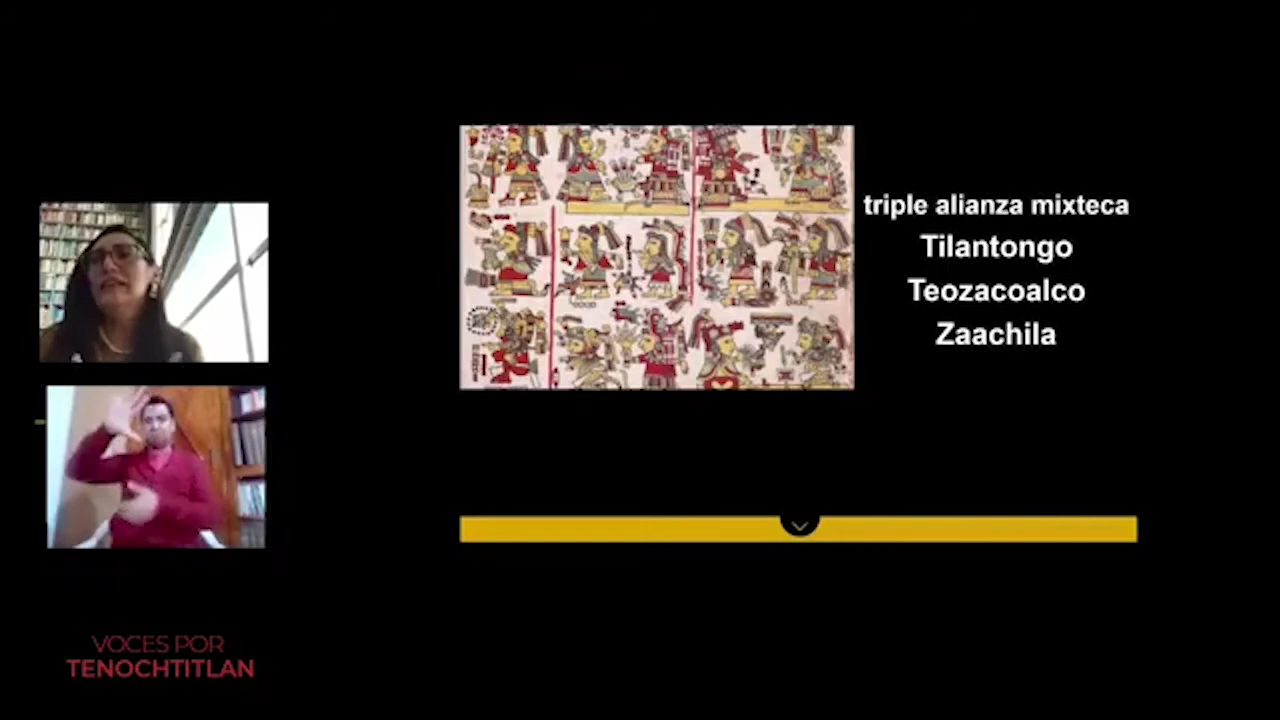 triple alianza mixteca
Tilantongo
Teozacoalco
Zaachila
VOCES POR
TENOCHTITLAN